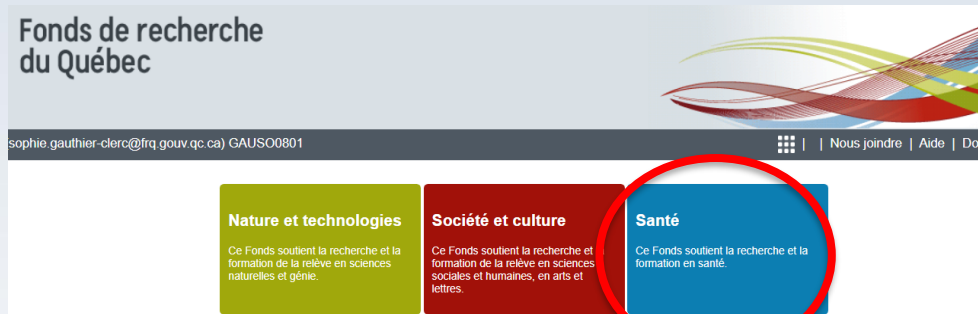 Fonds de recherche
du Québec
sophie.gauthier-clerc@frq.gouv.qc.ca) GAUSO0801
| | Nous joindre | Aide |
Nature et technologies
Ce Fonds soutient la recherche et la
formation de la relève en sciences
naturelles et génie.
Société et culture
Ce Fonds soutient la recherche et
formation de la relève en sciences
sociales et humaines, en arts et
lettres.
Santé
Ce Fonds soutient la recherche et la
formation en santé.